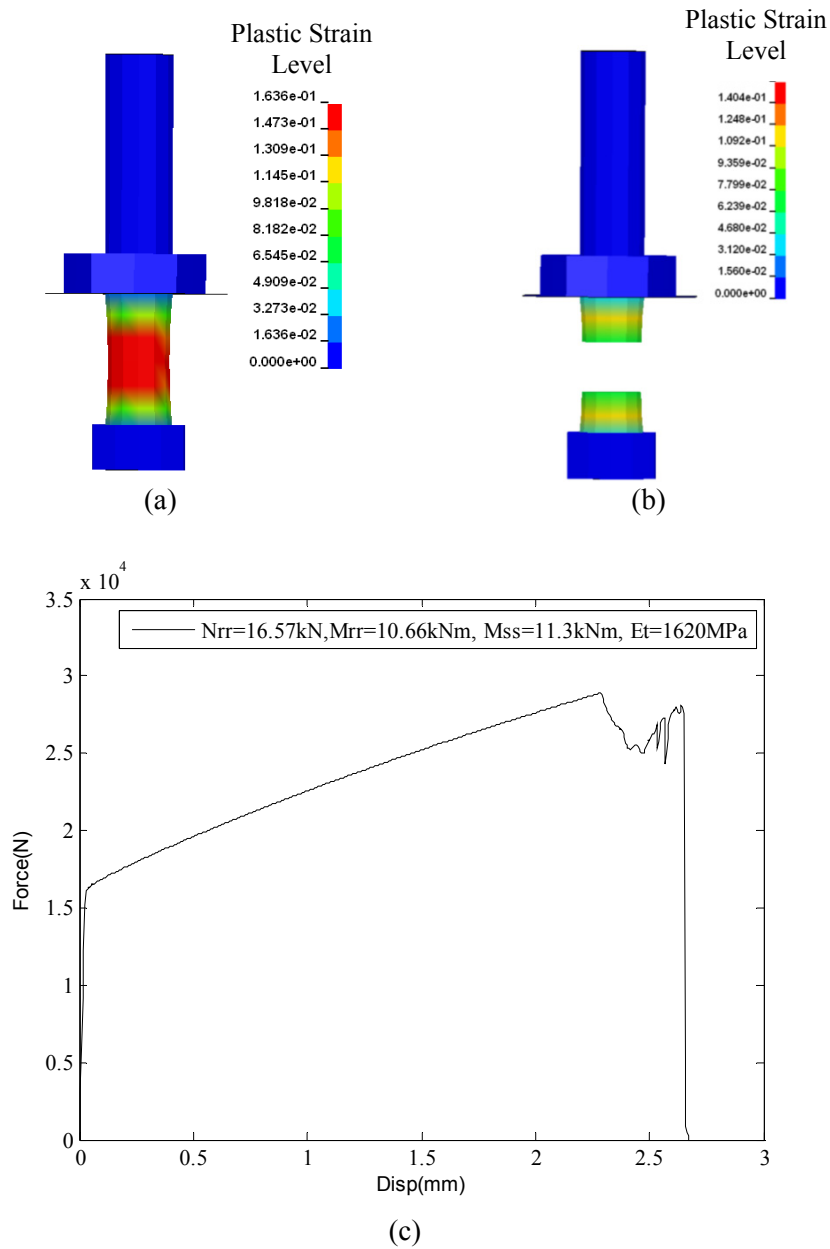 Plastic Strain
Level
1.636e-01
1.473e-01
1.309e-01
1.145e-01
9.818e-02
8.182e-02
6.545e-02
4.909e-02
3.273e-02
1.636e-02
0.000e+00
(a)
Plastic Strain
Level
1.404e-01
1.248e-01
1.092e-01
9.359e-02
7.799e-02
6.239e-02
4.680e-02
3.120e-02
1.560e-02
0.000e+00
(b)
x 10^4
Nrr=16.57kN,Mrr=10.66kNm, Mss=11.3kNm, Et=1620MPa
3.5
3
2.5
2
1.5
1
0.5
0
Force(N)
0 0.5 1 1.5 2 2.5 3
Disp(mm)
(c)